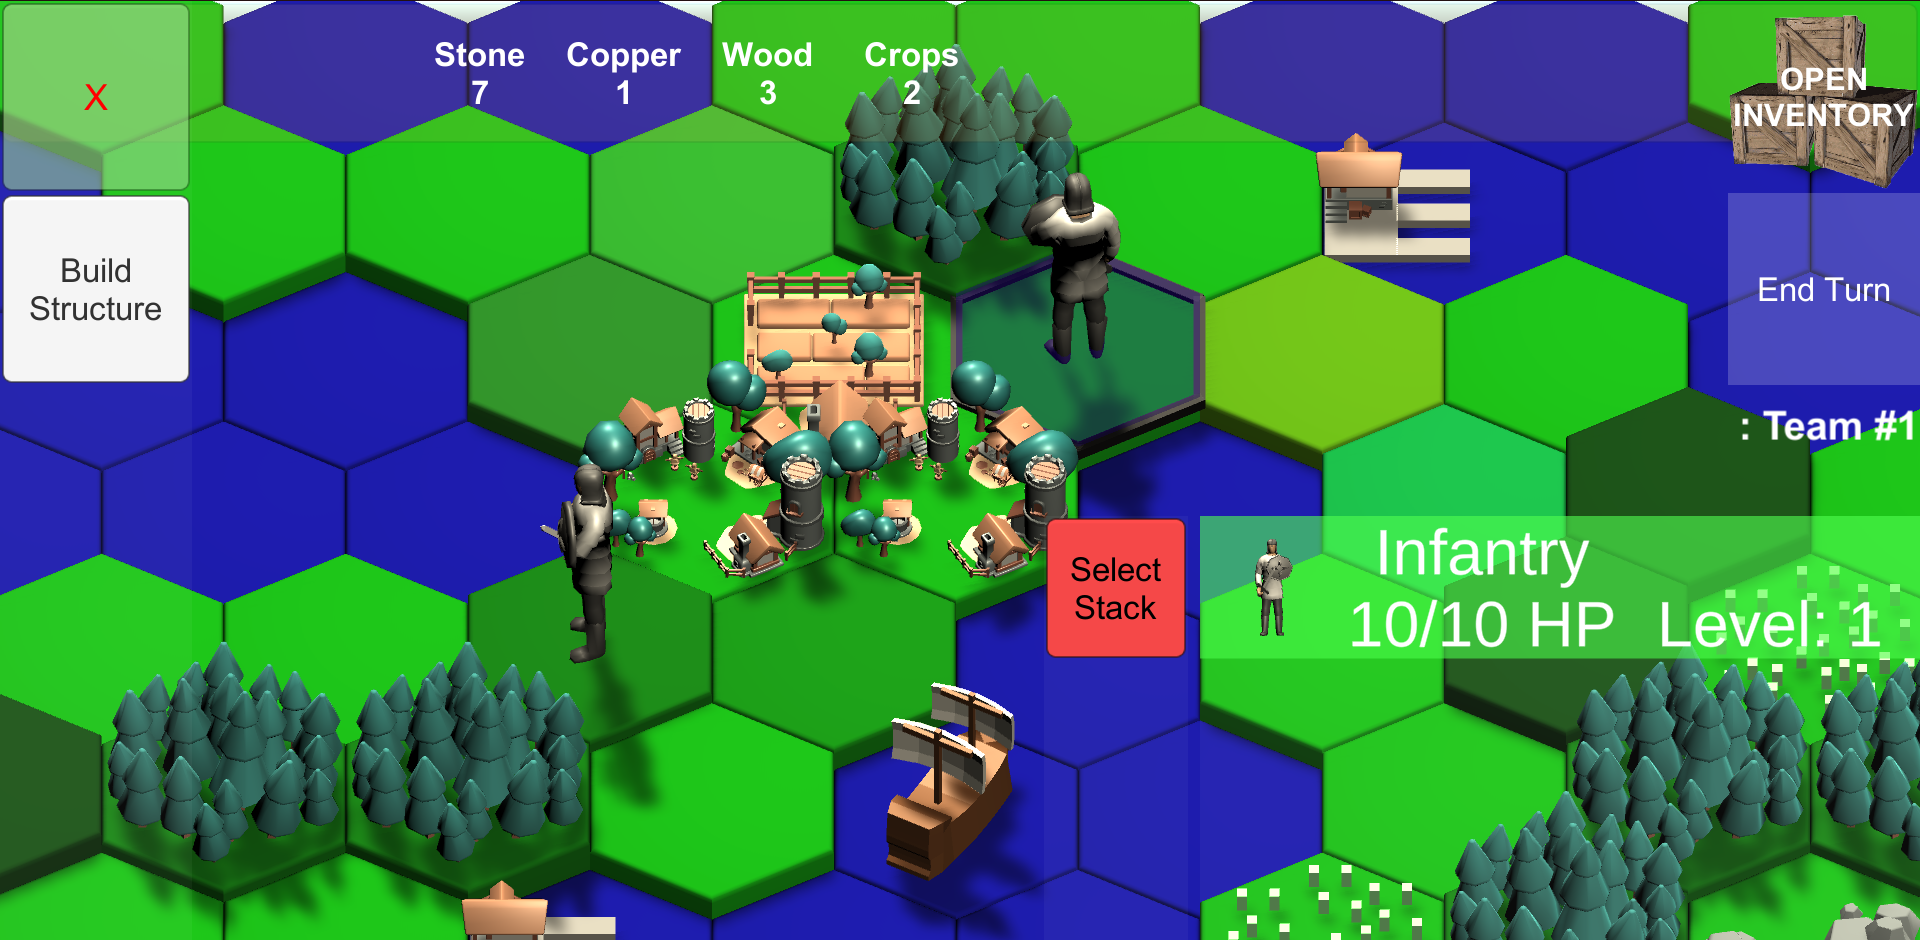 X
Stone Copper Wood Crops
7 1 3 2
OPEN
INVENTORY
Build
Structure
End Turn
: Team #1
Select
Stack
Infantry
10/10 HP Level: 1